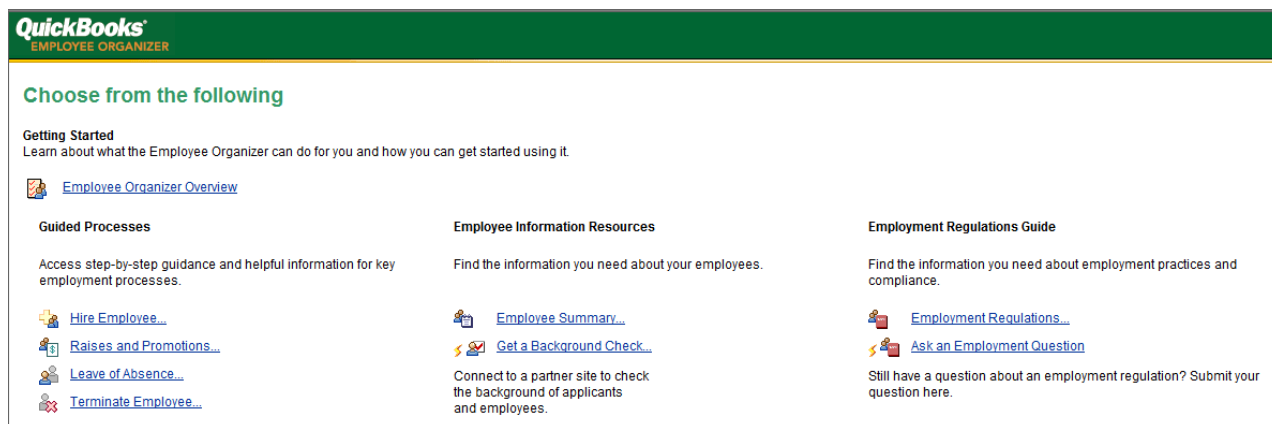 QuickBooks
EMPLOYEE ORGANIZER
Choose from the following
Getting Started
Learn about what the Employee Organizer can do for you and how you can get started using it.
Employee Organizer Overview
Guided Processes
Access step-by-step guidance and helpful information for key
employment processes.
Hire Employee...
Raises and Promotions...
Leave of Absence...
Terminate Employee...
Employee Information Resources
Find the information you need about your employees.
Employee Summary...
Get a Background Check...
Connect to a partner site to check
the background of applicants
and employees.
Employment Regulations Guide
Find the information you need about employment practices and
compliance.
Employment Regulations...
Ask an Employment Question
Still have a question about an employment regulation? Submit your
question here.